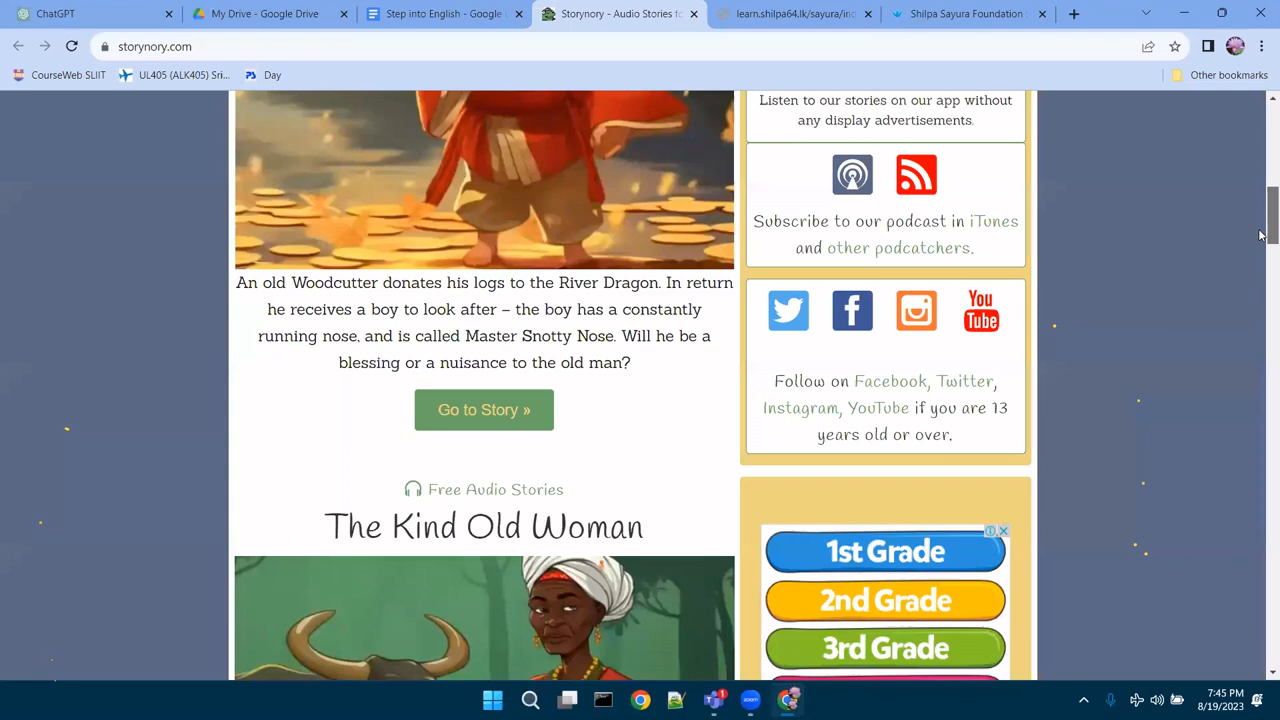 ChatGPT
My Drive - Google Drive
Step into English - Google
Storynory - Audio Stories for
learn.shilpa64.lk/sayura/ind
Shilpa Sayura Foundation
storynory.com
CourseWeb SLIIT
UL405 (ALK405) Sri...
PS
Day
Other bookmarks
An old Woodcutter donates his logs to the River Dragon. In return
he receives a boy to look after – the boy has a constantly
running nose, and is called Master Snotty Nose. Will he be a
blessing or a nuisance to the old man?
Go to Story »
Free Audio Stories
The Kind Old Woman
Listen to our stories on our app without
any display advertisements.
Subscribe to our podcast in iTunes
and other podcatchers.
You
Tube
Follow on Facebook, Twitter,
Instagram, YouTube if you are 13
years old or over.
1st Grade
2nd Grade
3rd Grade
zoom
7:45 PM
8/19/2023